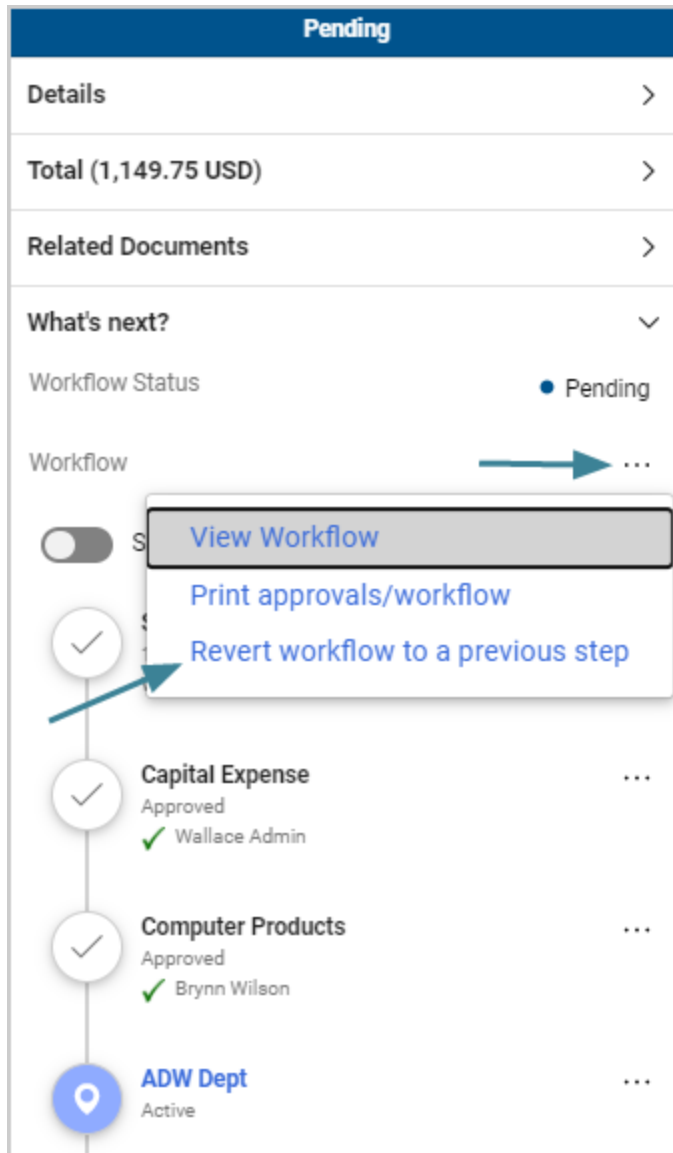 Pending
Details
Total (1,149.75 USD)
Related Documents
What's next?
Workflow Status
Pending
Workflow
...
View Workflow
Print approvals/workflow
Revert workflow to a previous step
Capital Expense
...
Approved
Wallace Admin
Computer Products
...
Approved
Brynn Wilson
ADW Dept
...
Active